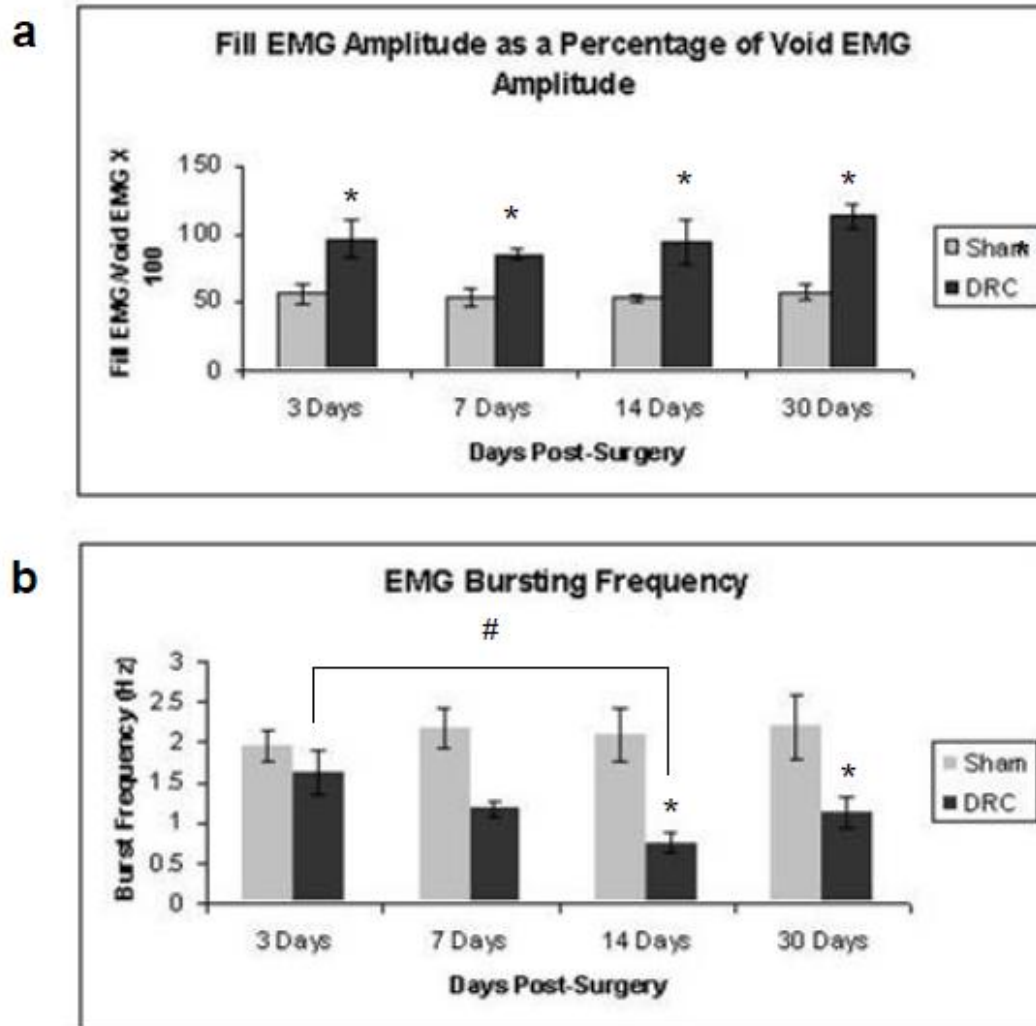 a
Fill EMG Amplitude as a Percentage of Void EMG
Amplitude
Fill EMG/Void EMG X
100
150
100
50
0
*
*
*
*
3 Days
7 Days
14 Days
30 Days
Days Post-Surgery
Sham
*
DRC
b
EMG Bursting Frequency
#
Burst Frequency (Hz)
3
2.5
2
1.5
1
0.5
0
*
*
3 Days
7 Days
14 Days
30 Days
Days Post-Surgery
Sham
DRC